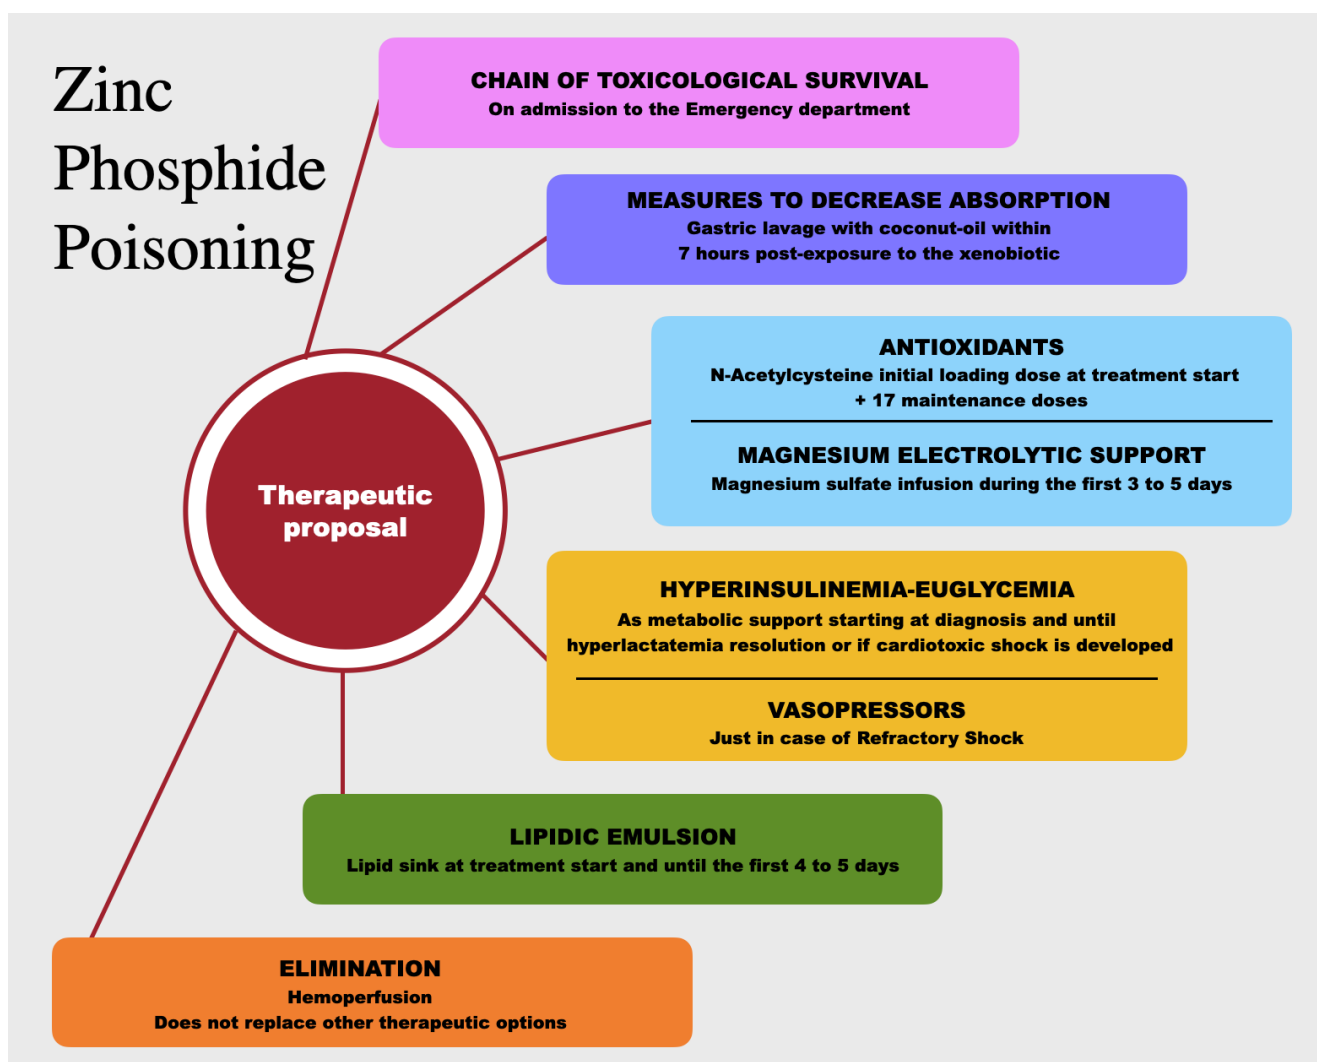 Zinc
Phosphide
Poisoning
CHAIN OF TOXICOLOGICAL SURVIVAL
On admission to the Emergency department
MEASURES TO DECREASE ABSORPTION
Gastric lavage with coconut-oil within
7 hours post-exposure to the xenobiotic
ANTIOXIDANTS
N-Acetylcysteine initial loading dose at treatment start
+ 17 maintenance doses
MAGNESIUM ELECTROLYTIC SUPPORT
Magnesium sulfate infusion during the first 3 to 5 days
Therapeutic
proposal
HYPERINSULINEMIA-EUGLYCEMIA
As metabolic support starting at diagnosis and until
hyperlactatemia resolution or if cardiotoxic shock is developed
VASOPRESSORS
Just in case of Refractory Shock
LIPIDIC EMULSION
Lipid sink at treatment start and until the first 4 to 5 days
ELIMINATION
Hemoperfusion
Does not replace other therapeutic options